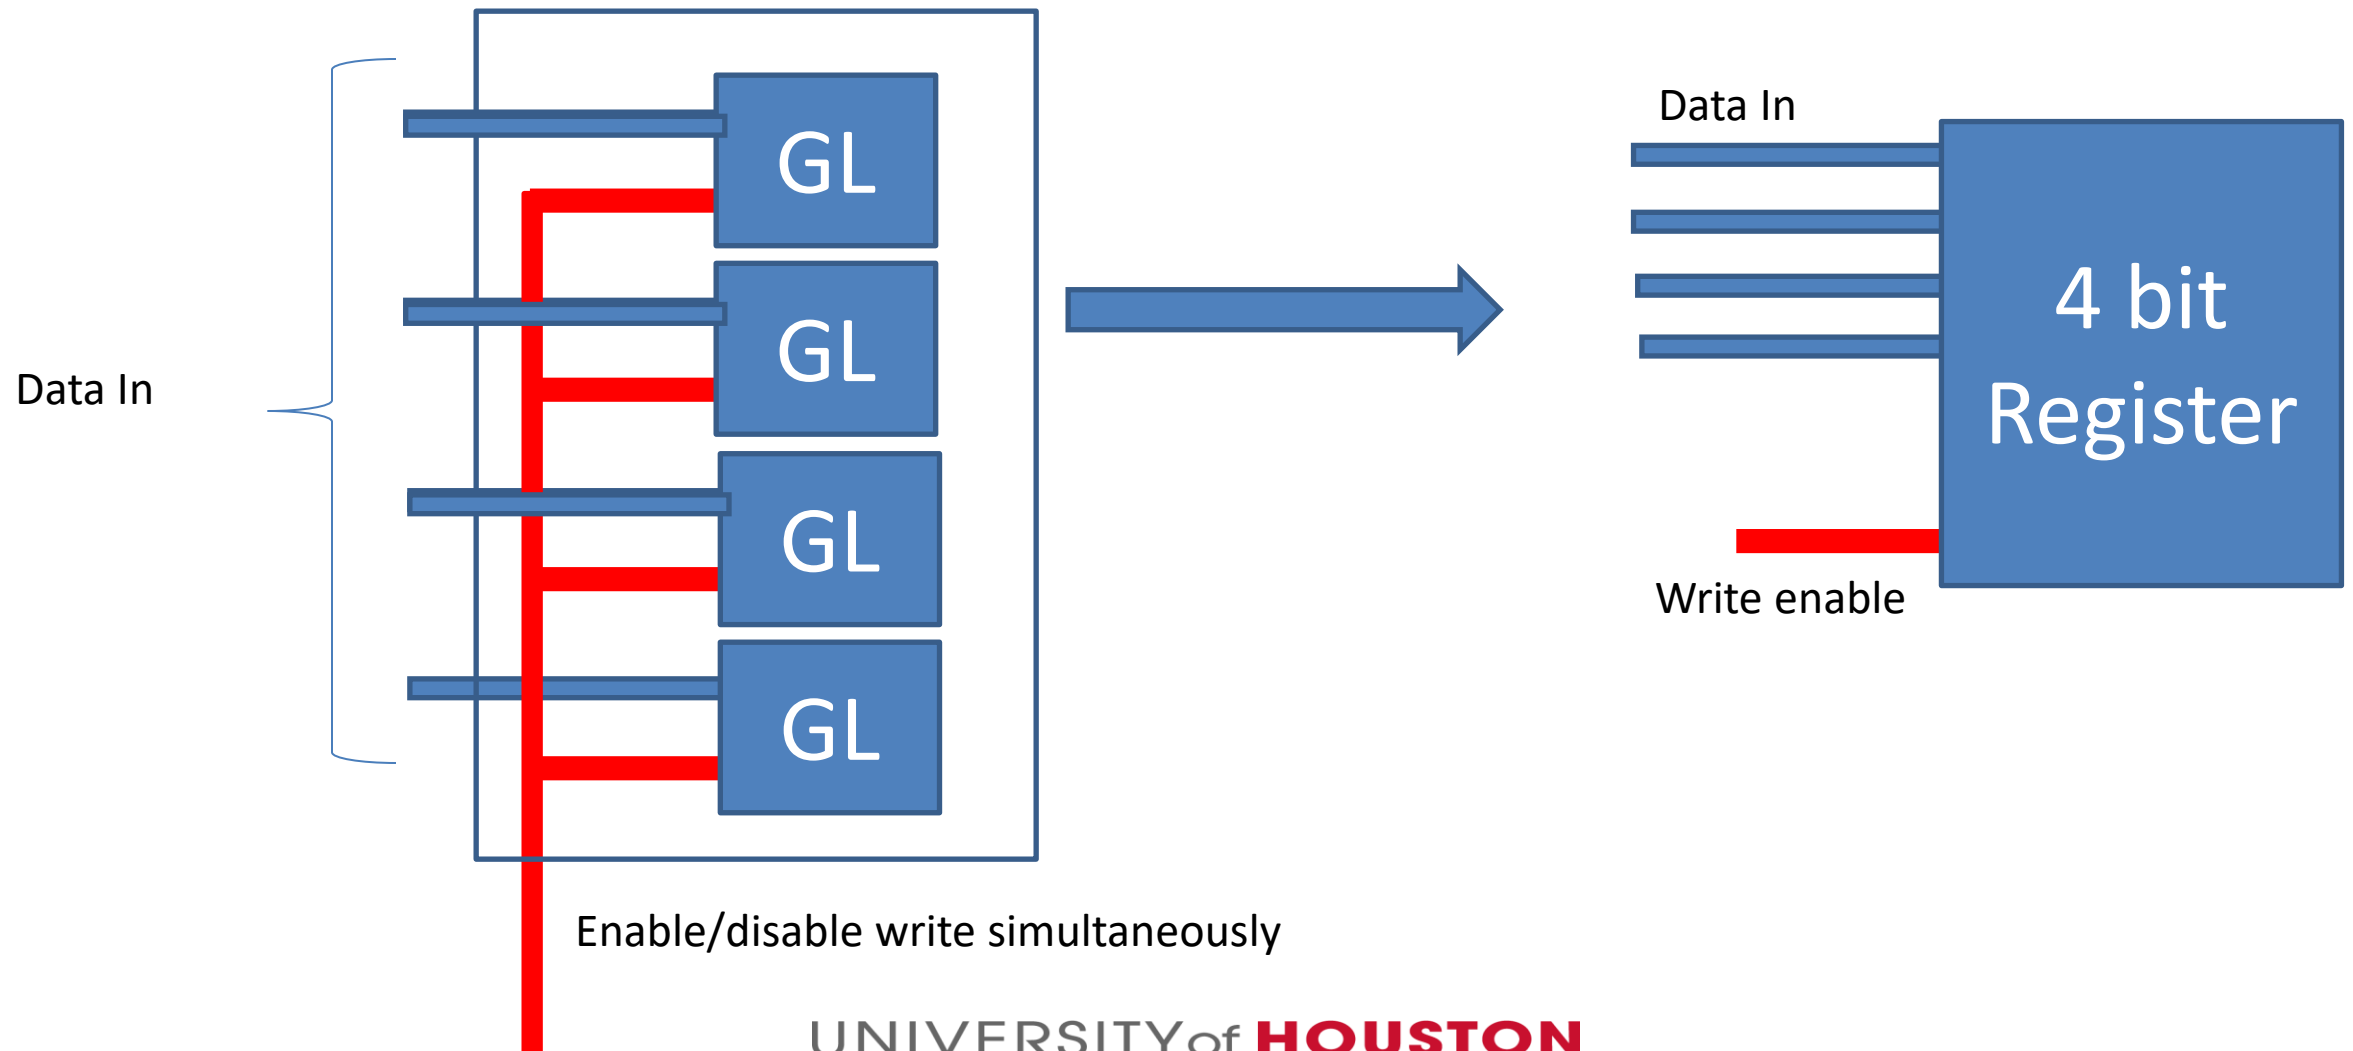 Data In
GL
GL
GL
GL
Enable/disable write simultaneously
Data In
4 bit
Register
Write enable
UNIVERSITY of HOUSTON